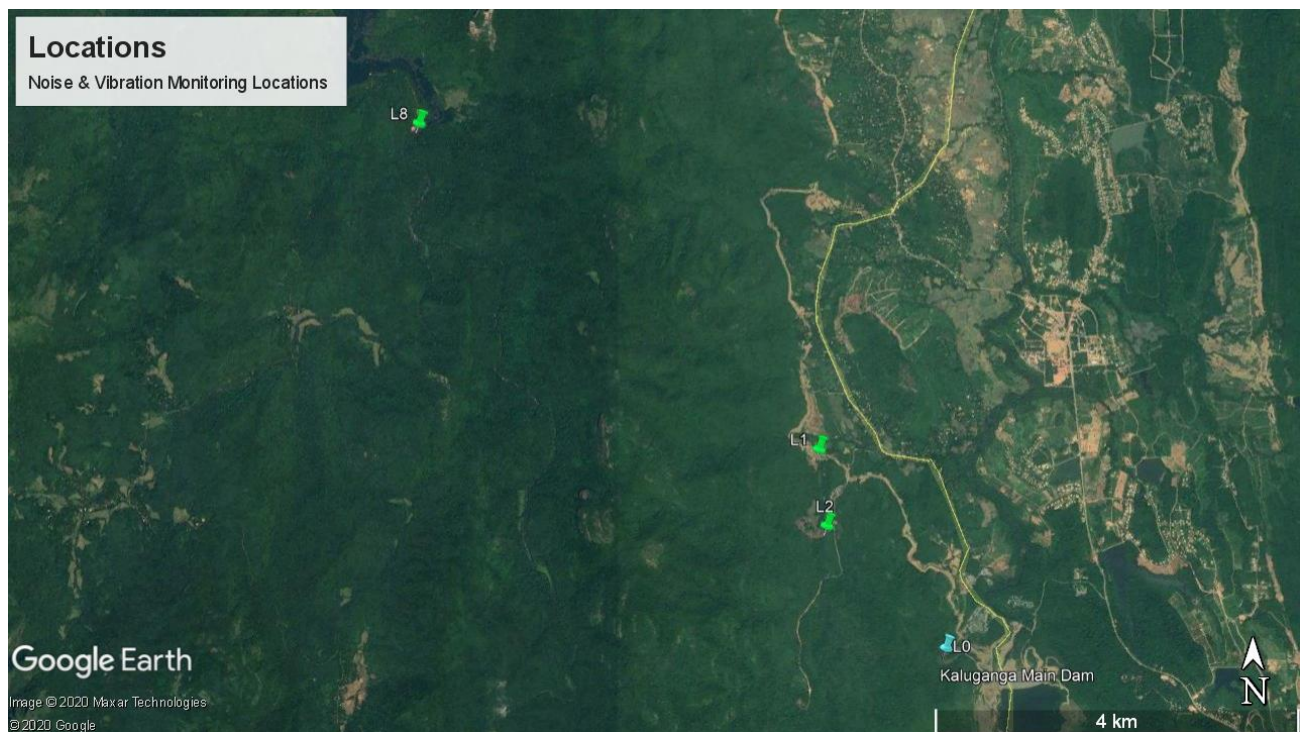 Locations
Noise & Vibration Monitoring Locations
L8
L1
L2
L0
Kaluganga Main Dam
Google Earth
Image © 2020 Maxar Technologies
© 2020 Google
N
4 km